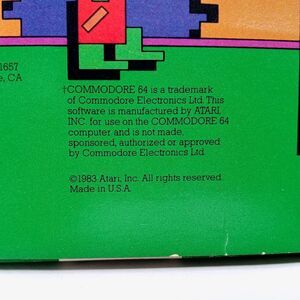 1657
e, CA
†COMMODORE 64 is a trademark
of Commodore Electronics Ltd. This
software is manufactured by ATARI,
INC. for use on the COMMODORE 64
computer and is not made,
sponsored, authorized or approved
by Commodore Electronics Ltd.
©1983 Atari, Inc. All rights reserved.
Made in U.S.A.